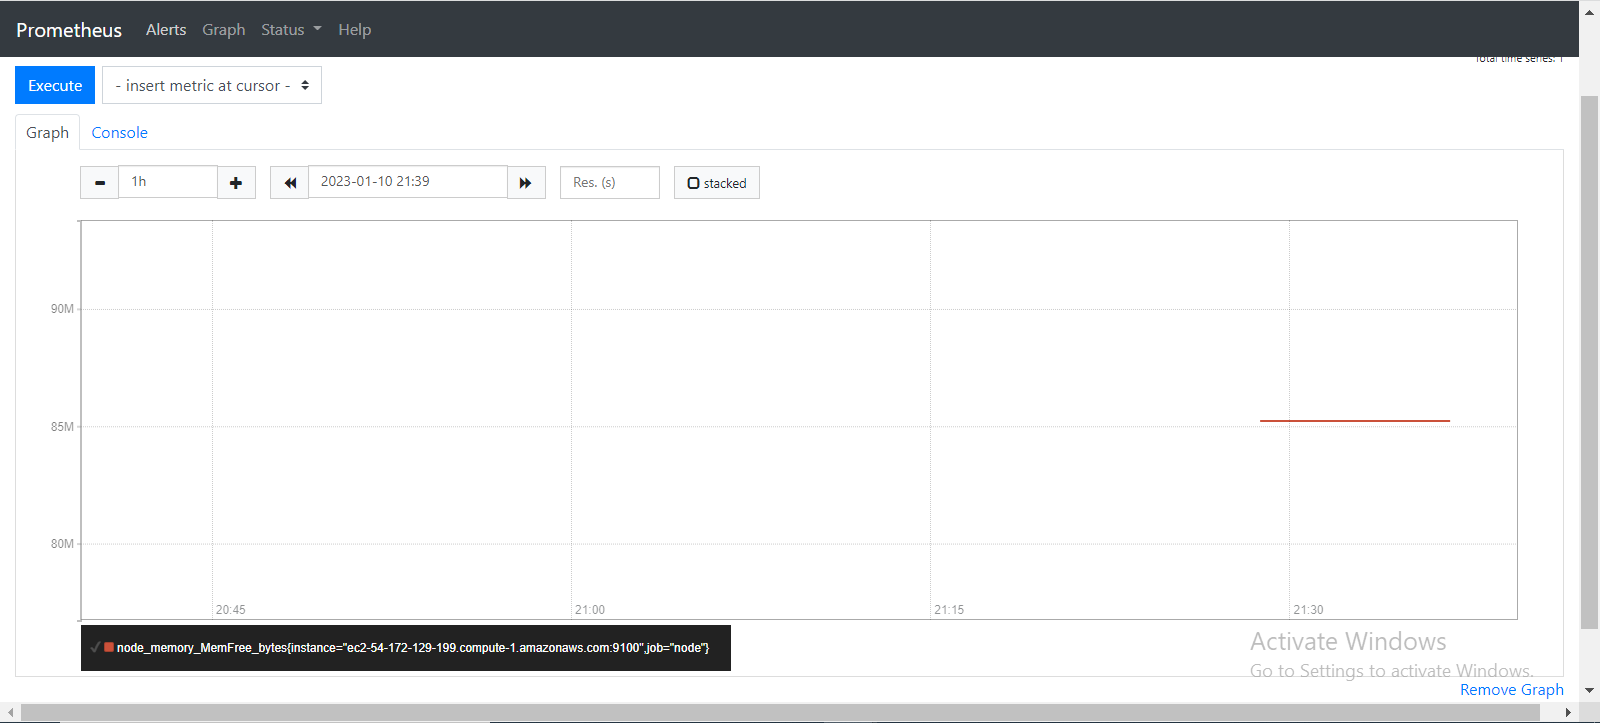 Prometheus Alerts Graph Status Help
Total time series: 1
Execute - insert metric at cursor -
Graph Console
1h 2023-01-10 21:39 Res. (s) stacked
90M
85M
80M
20:45 21:00 21:15 21:30
node_memory_MemFree_bytes{instance="ec2-54-172-129-199.compute-1.amazonaws.com:9100",job="node"}
Activate Windows
Go to Settings to activate Windows.
Remove Graph